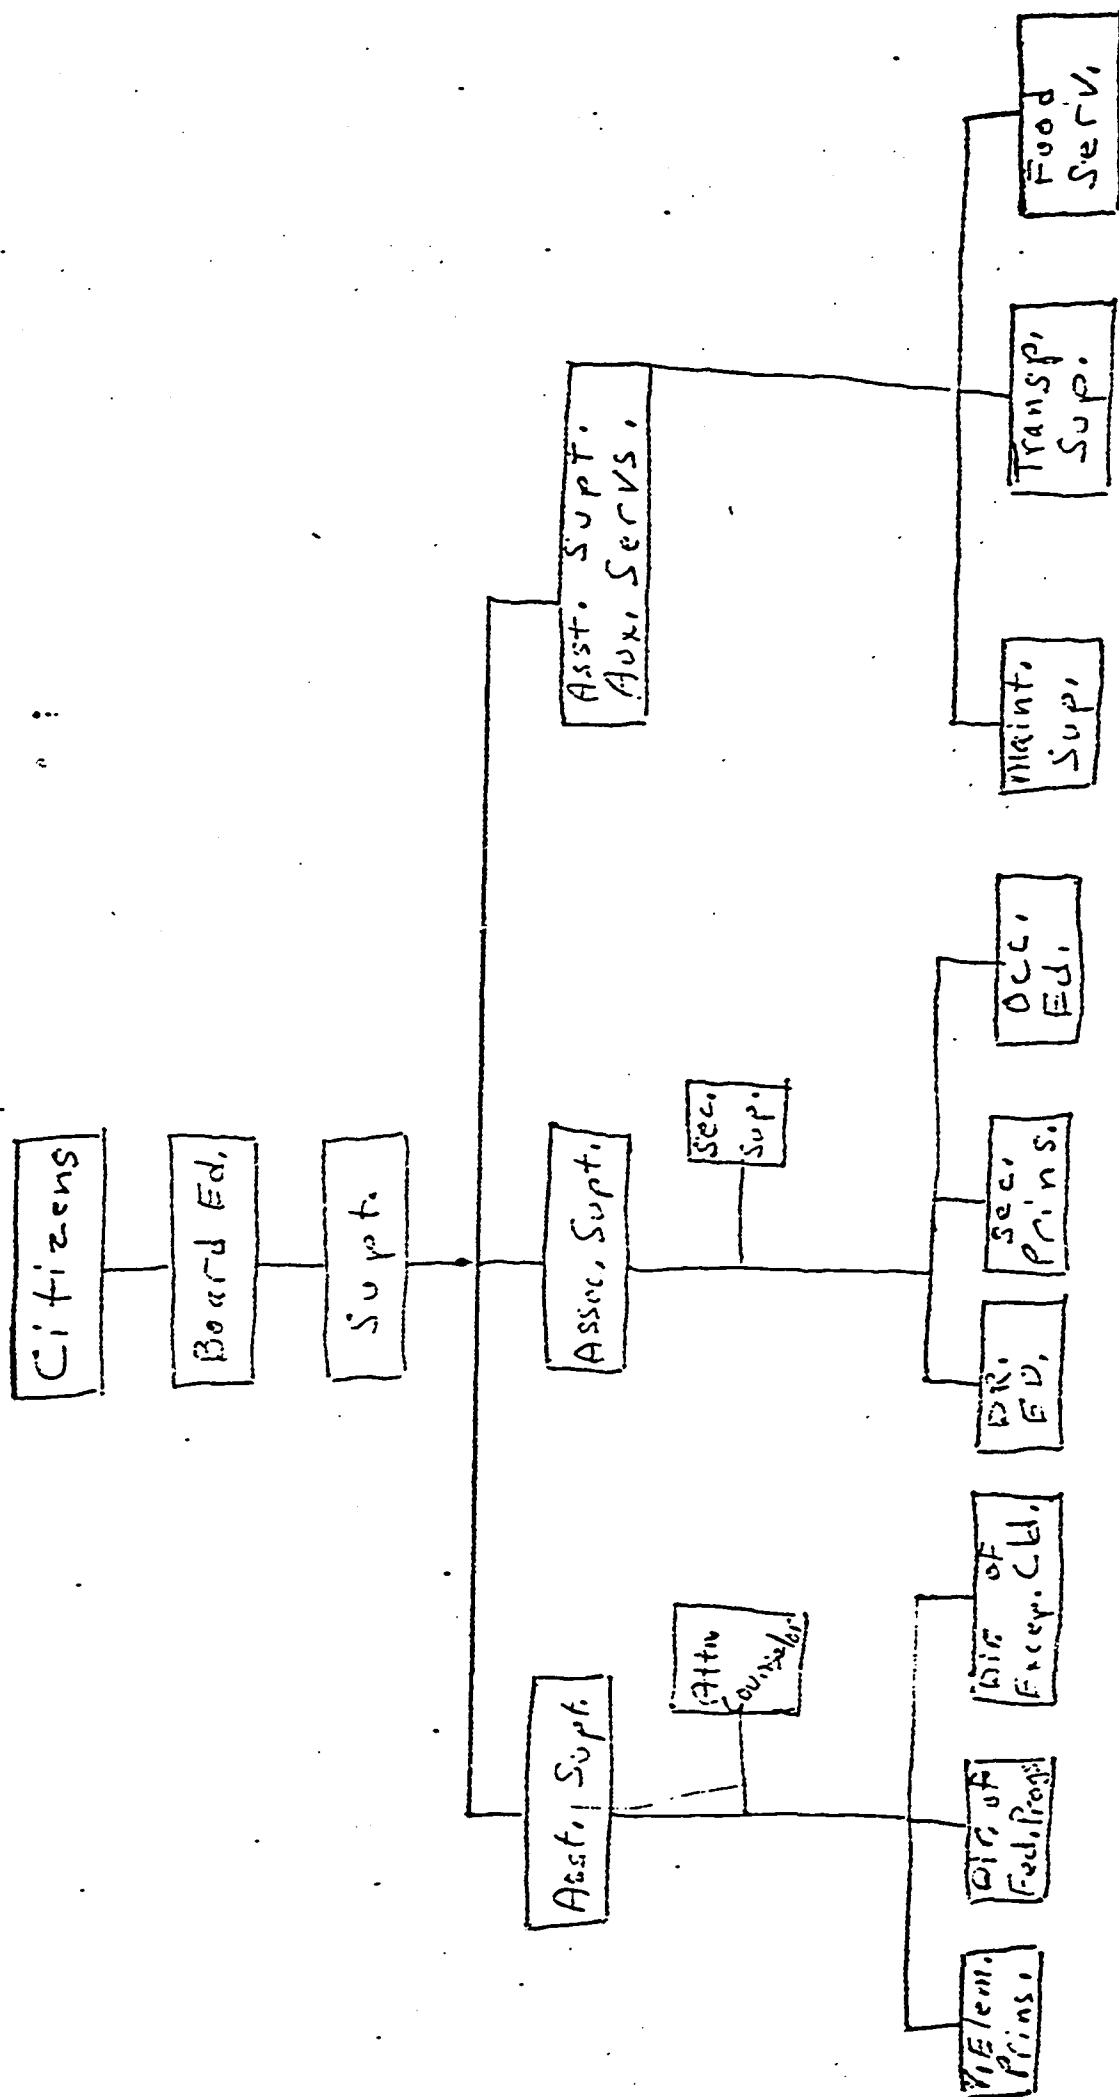 Citizens
Board Ed.
Supt.
Asst. Supt.
Assoc. Supt.
Asst. Supt.
Aux. Servs.
Attn
Counselor
Sec.
Sup.
Elem.
Prins.
Dir. of
Fed. Progs
Dir of
Excep. Chd.
DR.
ED.
Sec.
Prins.
Occ.
Ed.
Maint.
Sup.
Transp.
Sup.
Food
Serv.